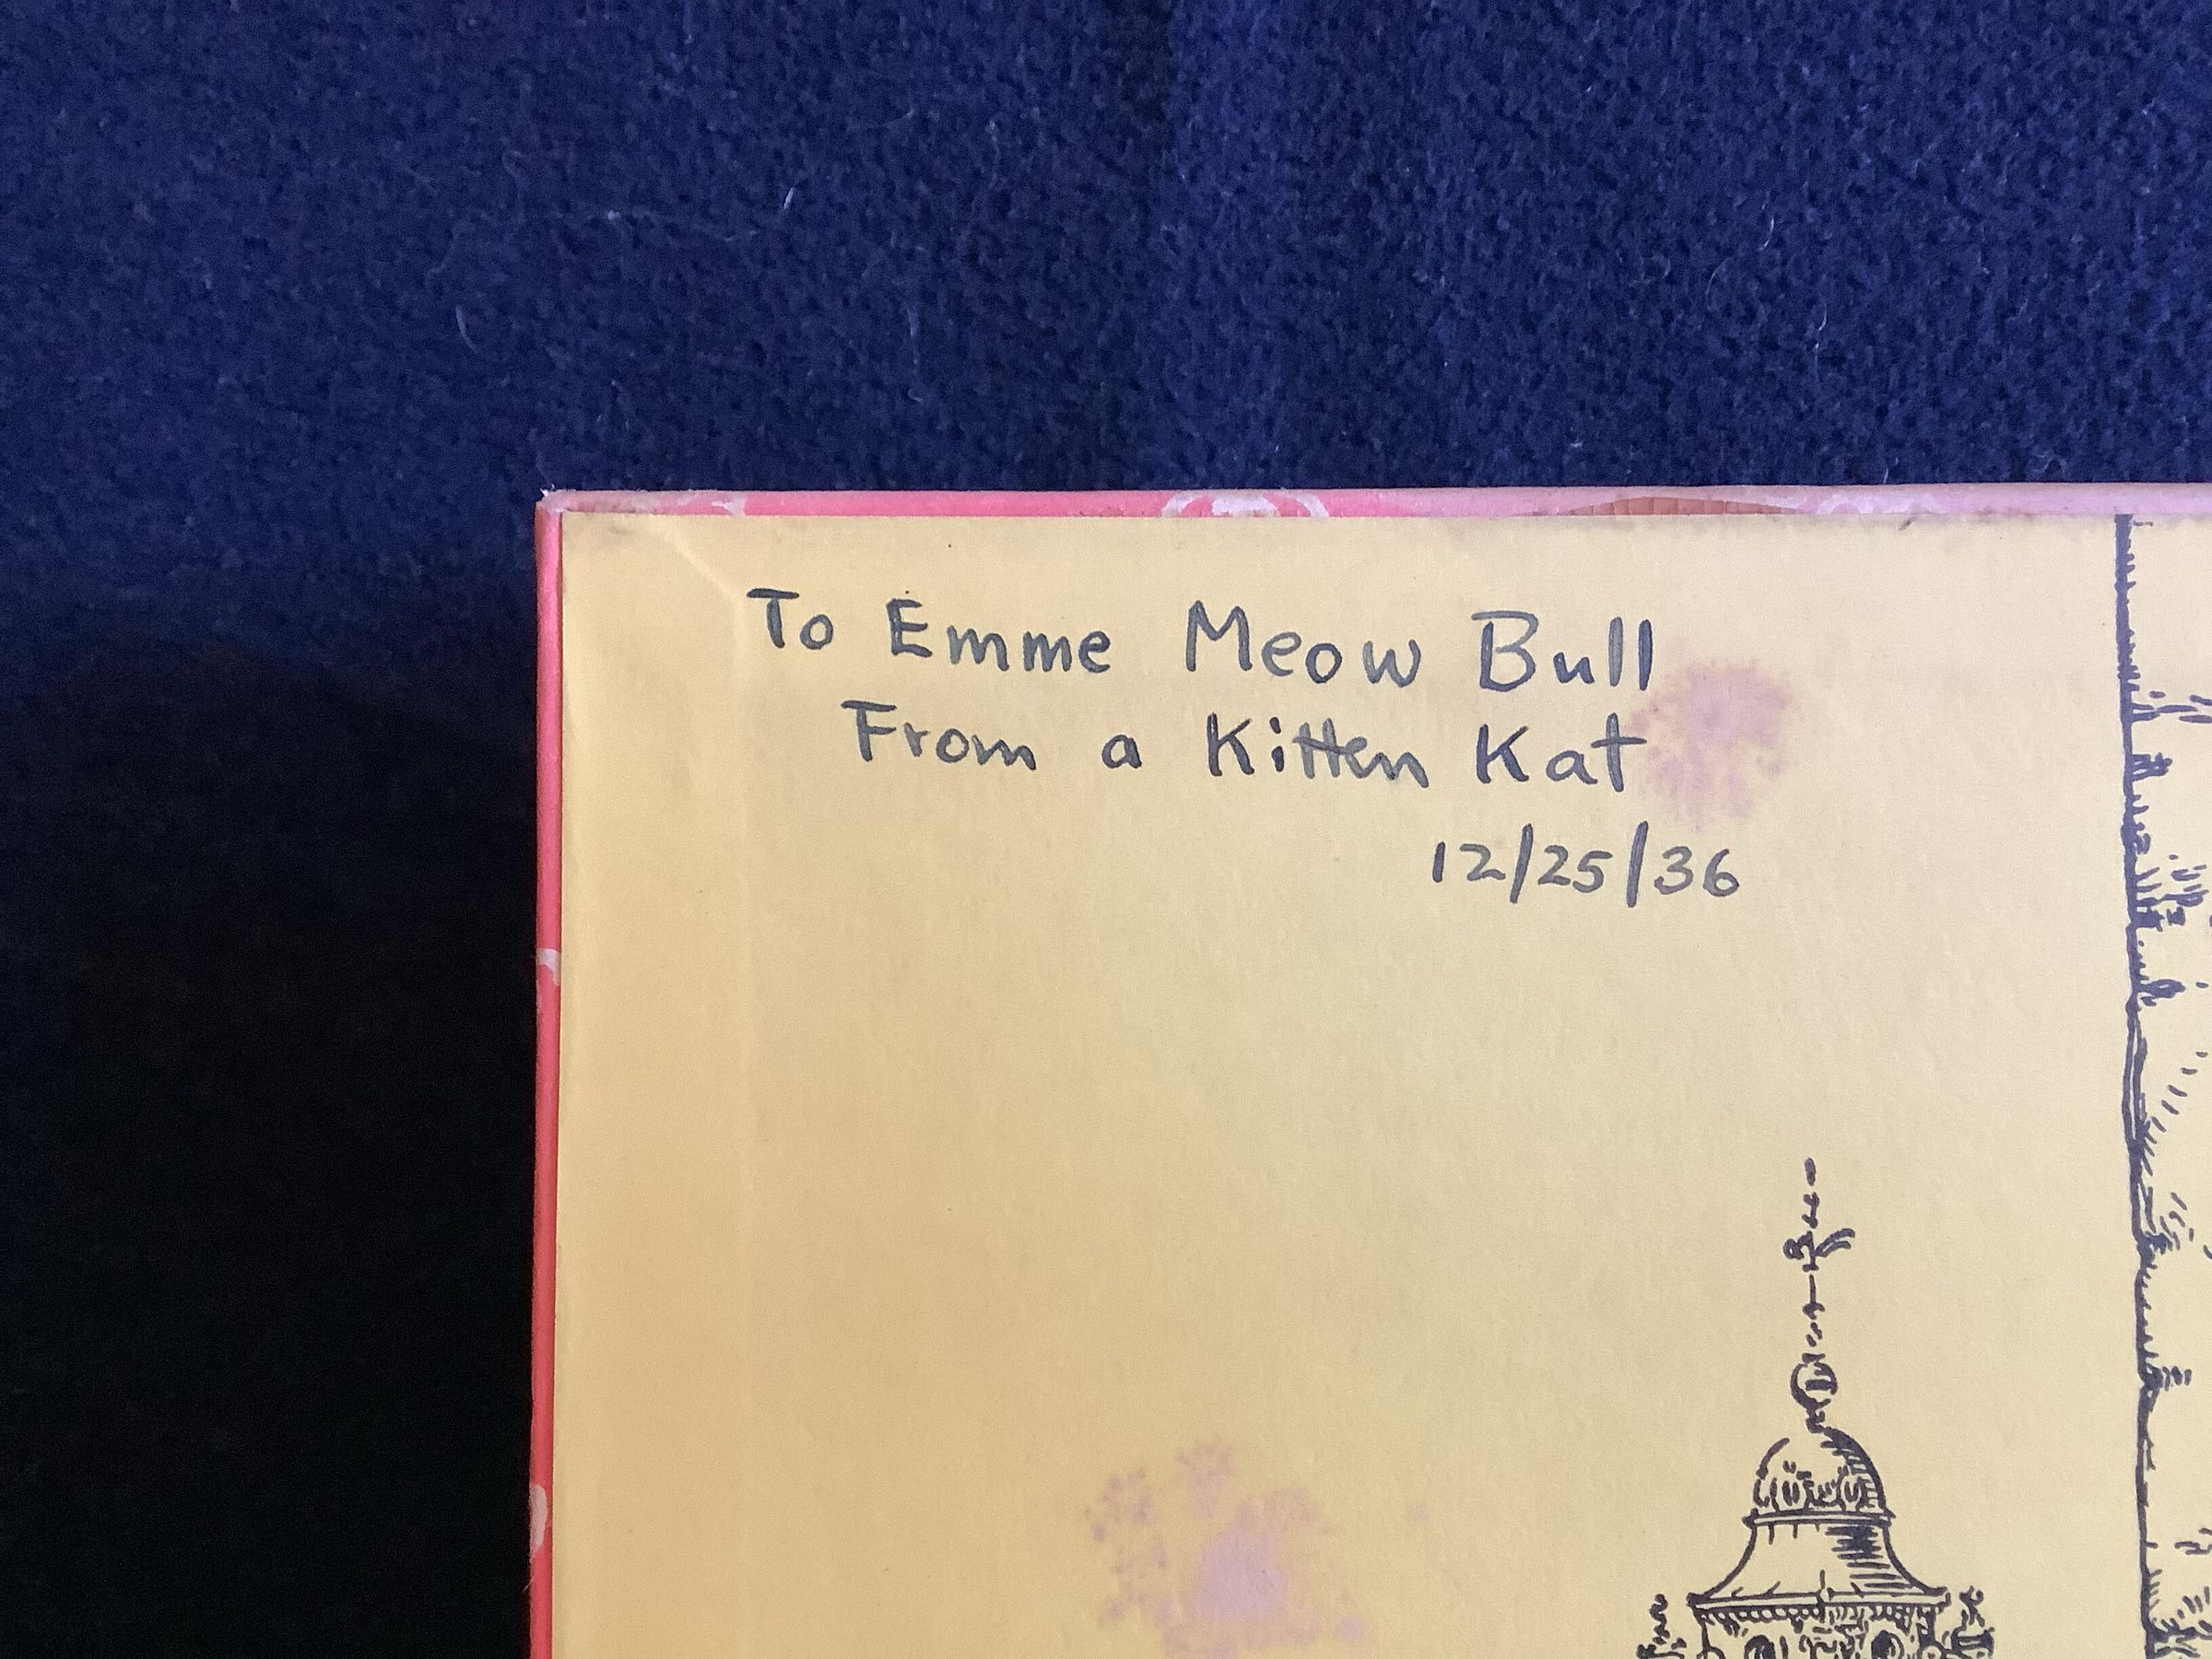 To Emme Meow Bull
From a Kitten Kat
12/25/36